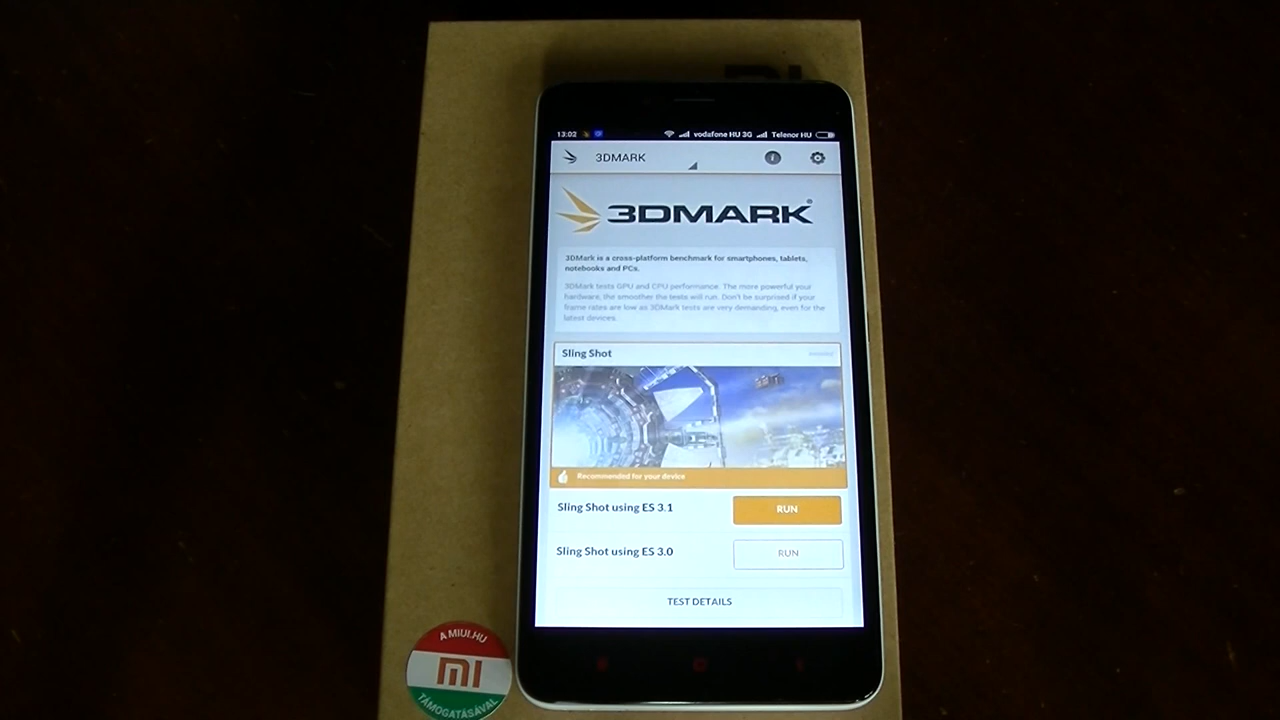 MI
13:02 vodafone HU 3G Telenor HU
3DMARK
3DMARK®
3DMark is a cross-platform benchmark for smartphones, tablets,
notebooks and PCs.
3DMark tests GPU and CPU performance. The more powerful your
hardware, the smoother the tests will run. Don't be surprised if your
frame rates are low as 3DMark tests are very demanding, even for the
latest devices.
Sling Shot
Recommended for your device
Sling Shot using ES 3.1 RUN
Sling Shot using ES 3.0 RUN
TEST DETAILS
A MIUI.HU
MI
TÁMOGATÁSÁVAL